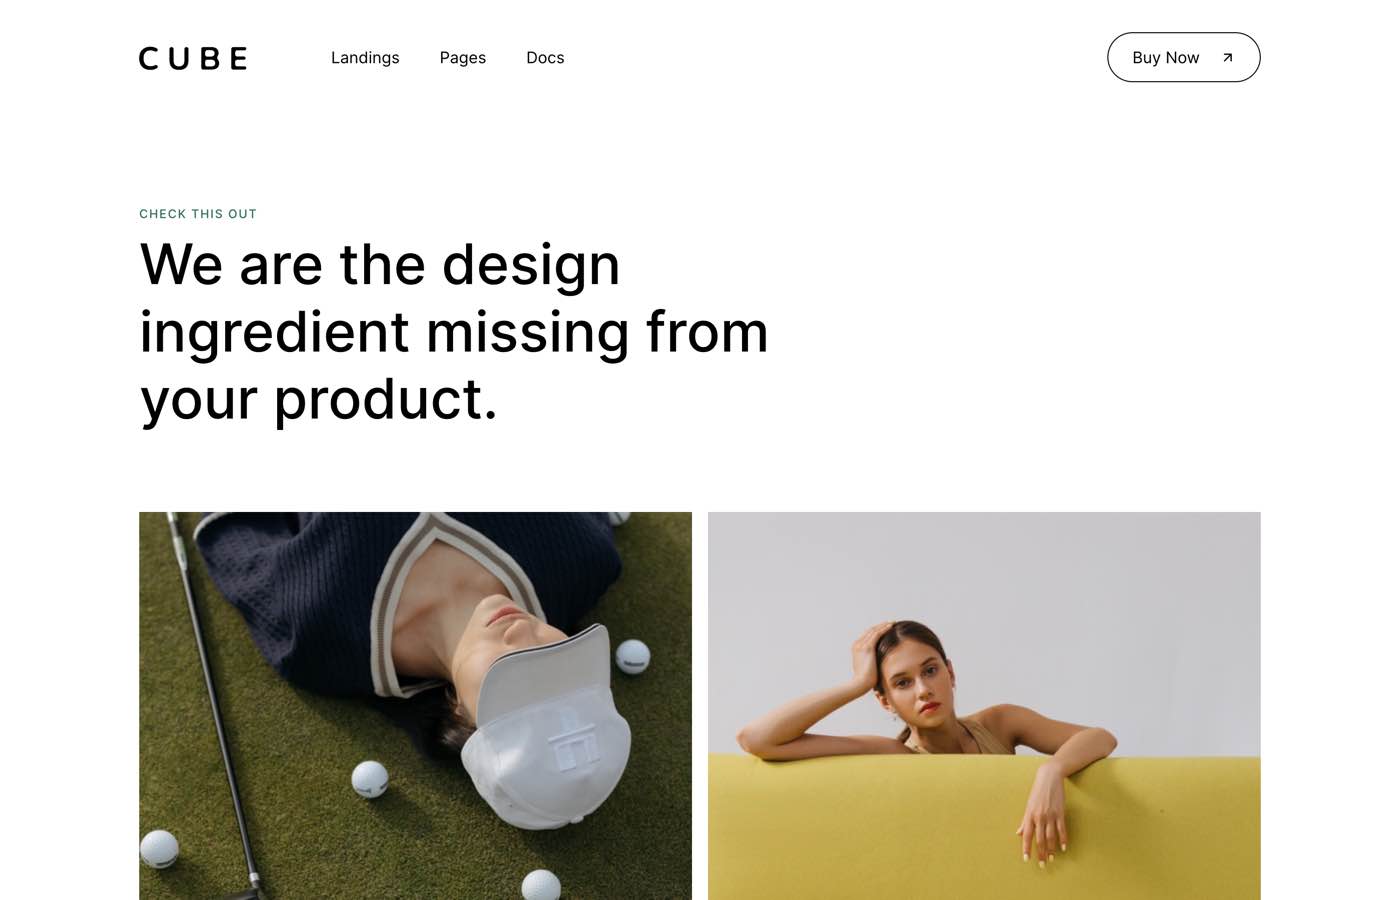 CUBE
Landings
Pages
Docs
Buy Now
CHECK THIS OUT
We are the design
ingredient missing from
your product.